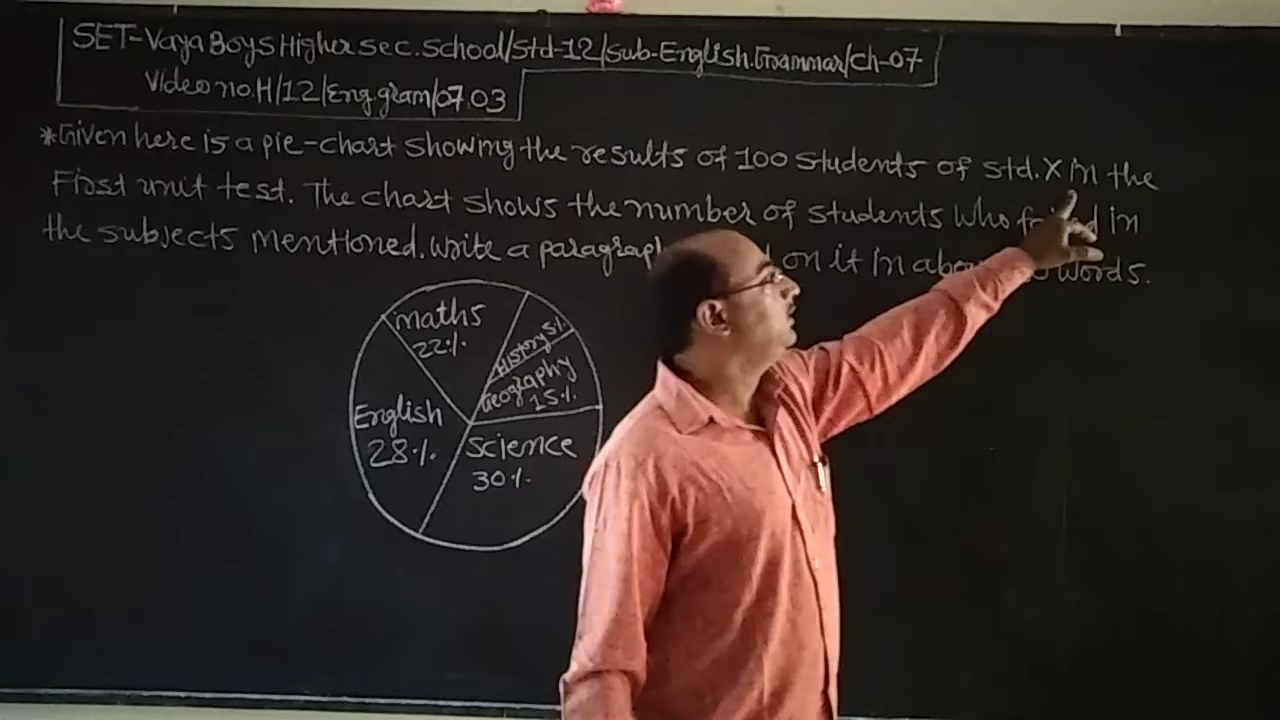 SET-Vaya Boys Higher Sec. School/Std-12/Sub-English.Grammar/Ch-07
Video no.H/12/Eng.gram/07.03
*Given here is a pie-chart showing the results of 100 students of std. X in the
First unit test. The chart shows the number of students who in
the subjects mentioned. Write a on it in words.
maths
22%
History 5%
Geography
15%
English
28%
Science
30%